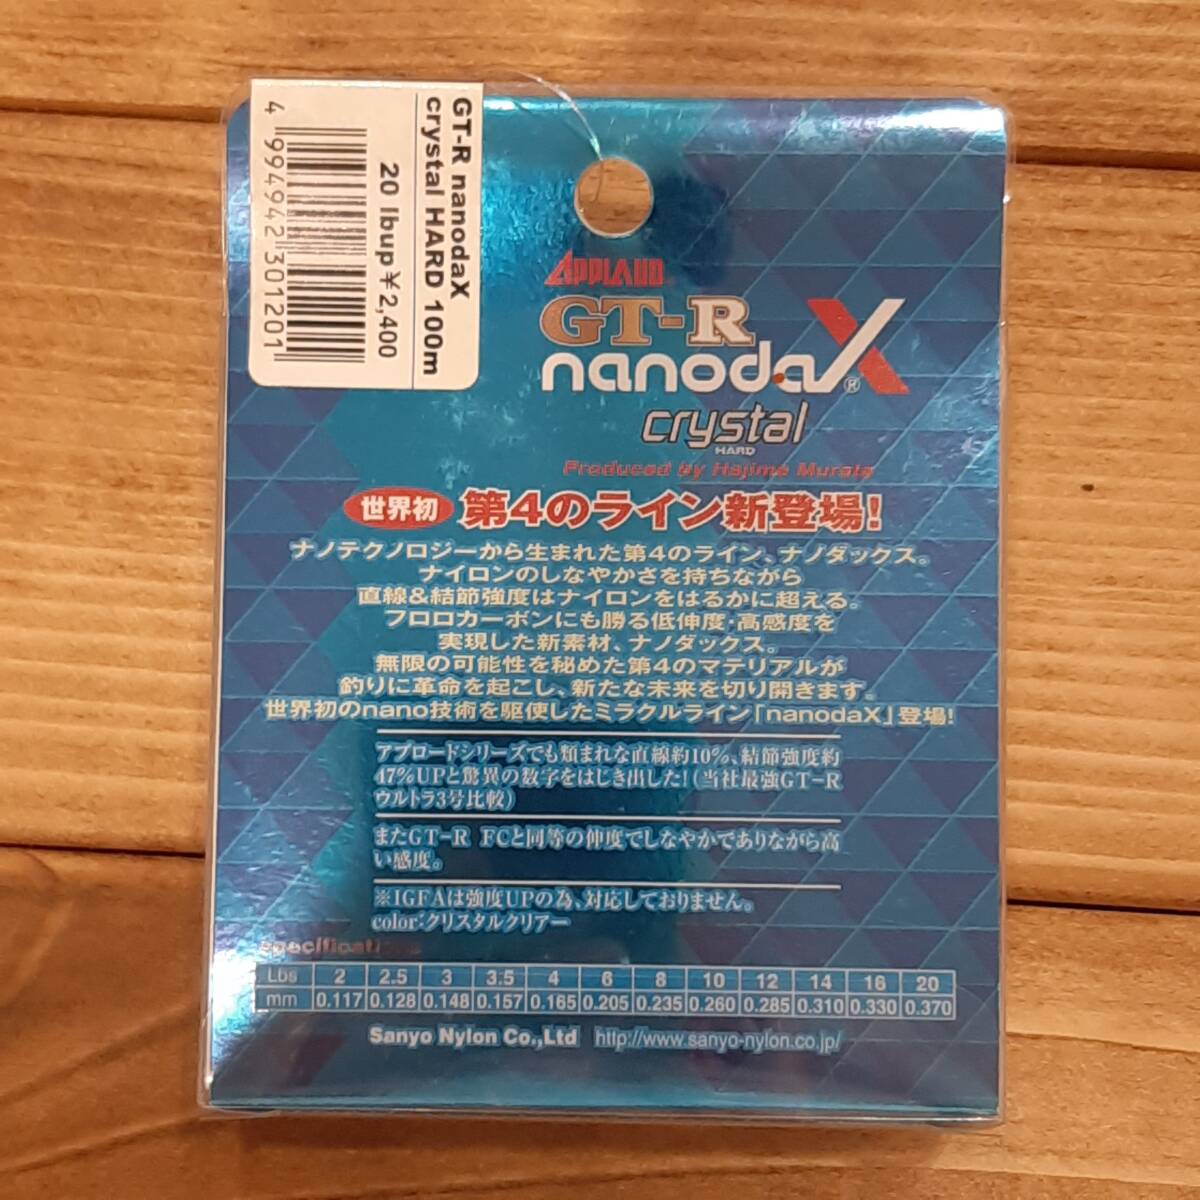 GT-R nanodaX
crystal HARD 100m
20 lbup¥2,400
4 994942 301201
APPLAUD
GT-R
nanodaX®
crystal
HARD
Produced by Hajime Murata
世界初 第4のライン新登場!
ナノテクノロジーから生まれた第4のライン、ナノダックス。
ナイロンのしなやかさを持ちながら
直線&結節強度はナイロンをはるかに超える。
フロロカーボンにも勝る低伸度・高感度を
実現した新素材、ナノダックス。
無限の可能性を秘めた第4のマテリアルが
釣りに革命を起こし、新たな未来を切り開きます。
世界初のnano技術を駆使したミラクルライン「nanodaX」登場!
アプロードシリーズでも類まれな直線約10%、結節強度約
47%UPと驚異の数字をはじき出した!(当社最強GT-R
ウルトラ3号比較)
またGT-R FCと同等の伸度でしなやかでありながら高
い感度。
※IGFAは強度UPの為、対応しておりません。
color:クリスタルクリアー
specifications
Lbs 2 2.5 3 3.5 4 6 8 10 12 14 16 20
mm 0.117 0.128 0.148 0.157 0.165 0.205 0.235 0.260 0.285 0.310 0.330 0.370
Sanyo Nylon Co.,Ltd http://www.sanyo-nylon.co.jp/